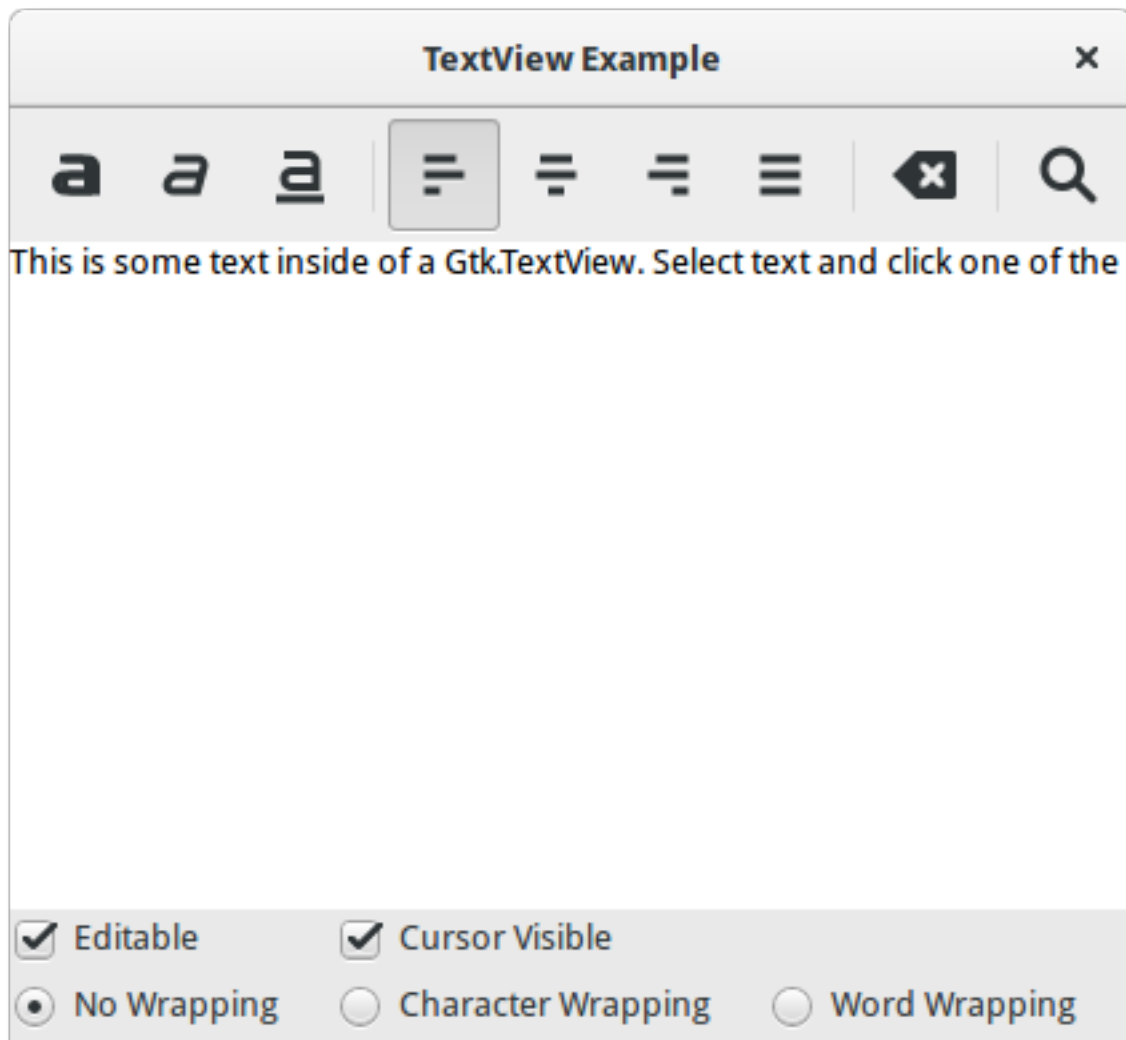 TextView Example
a a a
This is some text inside of a Gtk.TextView. Select text and click one of the
Editable Cursor Visible
No Wrapping Character Wrapping Word Wrapping